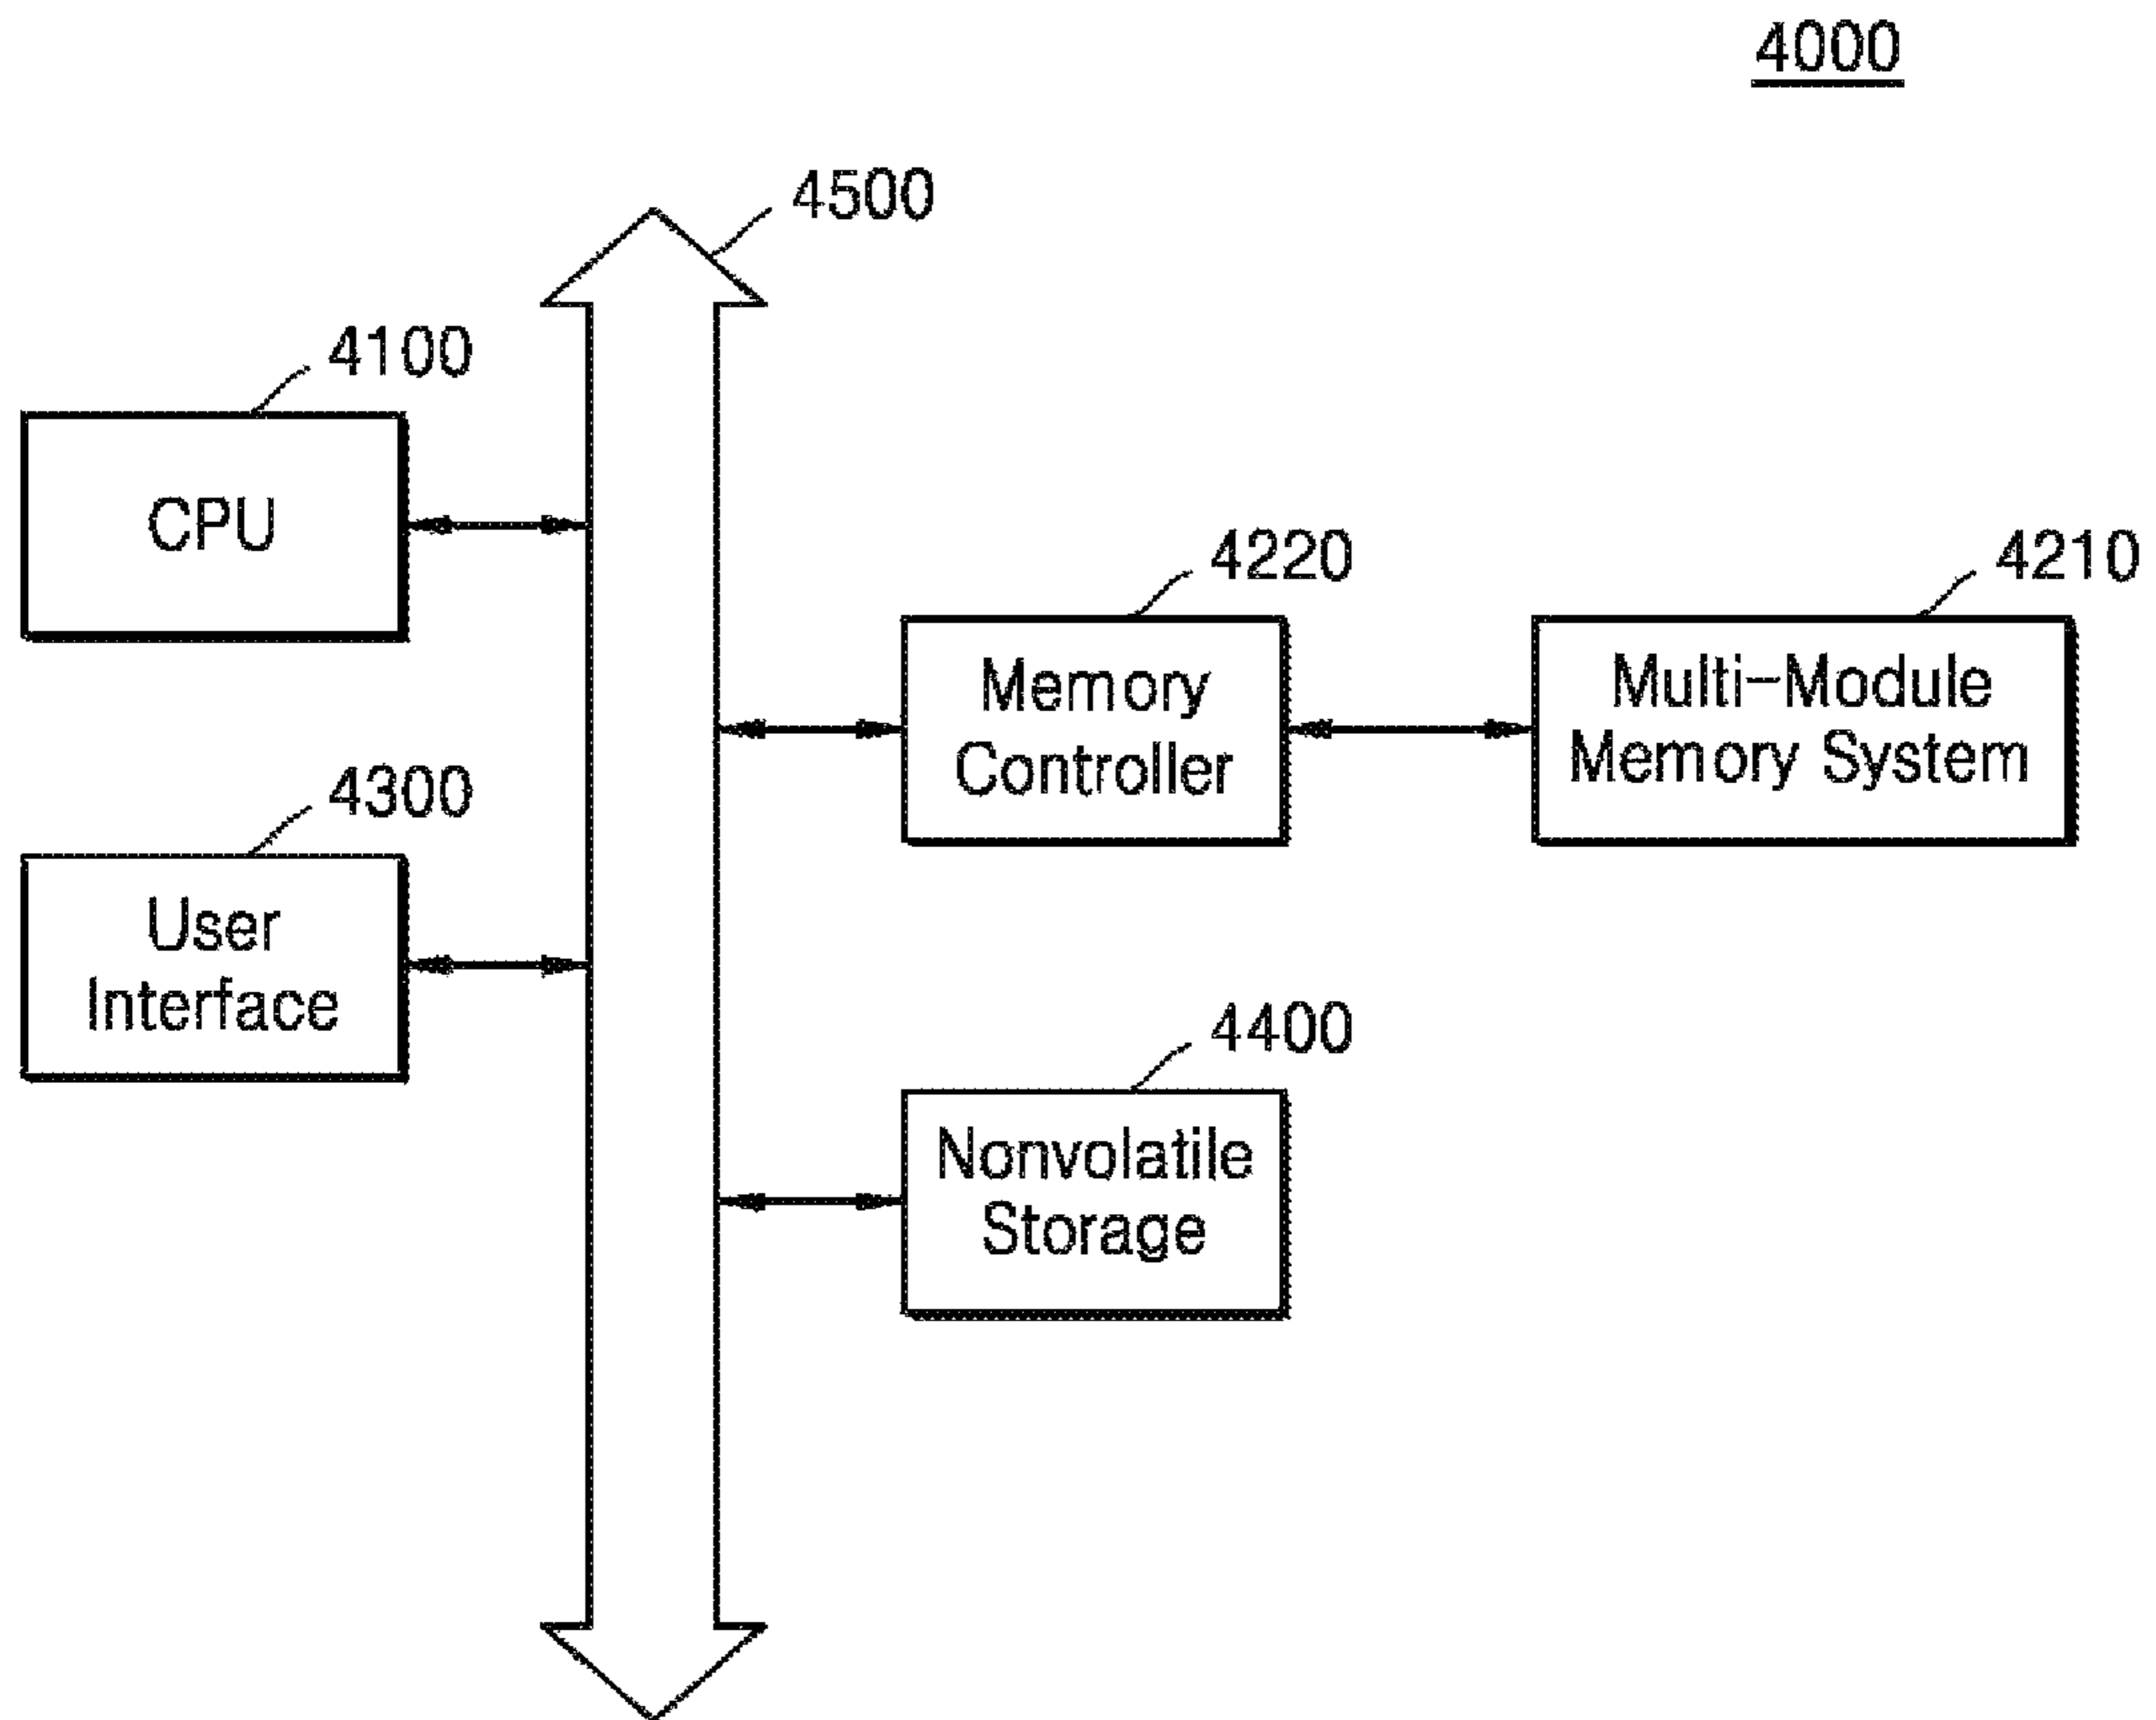 4000
4500
4100
CPU
4220
4210
Memory
Controller
Multi-Module
Memory System
4300
User
Interface
4400
Nonvolatile
Storage